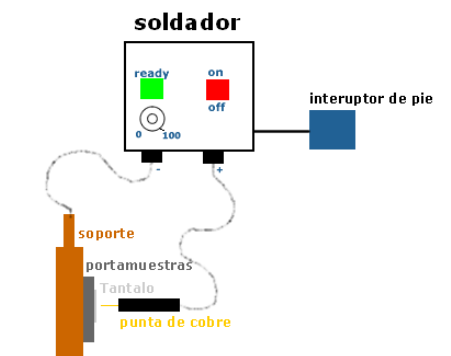 soldador
ready
on
off
0
100
interuptor de pie
-
+
soporte
portamuestras
Tantalo
punta de cobre